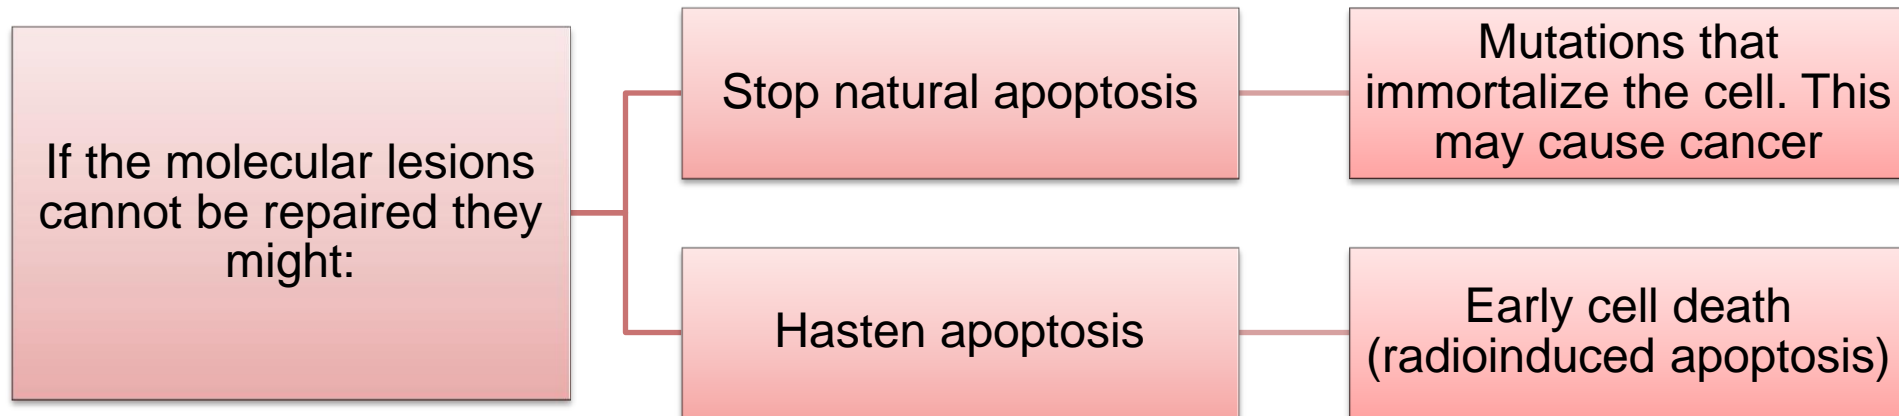 If the molecular lesions
cannot be repaired they
might:
Stop natural apoptosis
Mutations that
immortalize the cell. This
may cause cancer
Hasten apoptosis
Early cell death
(radioinduced apoptosis)